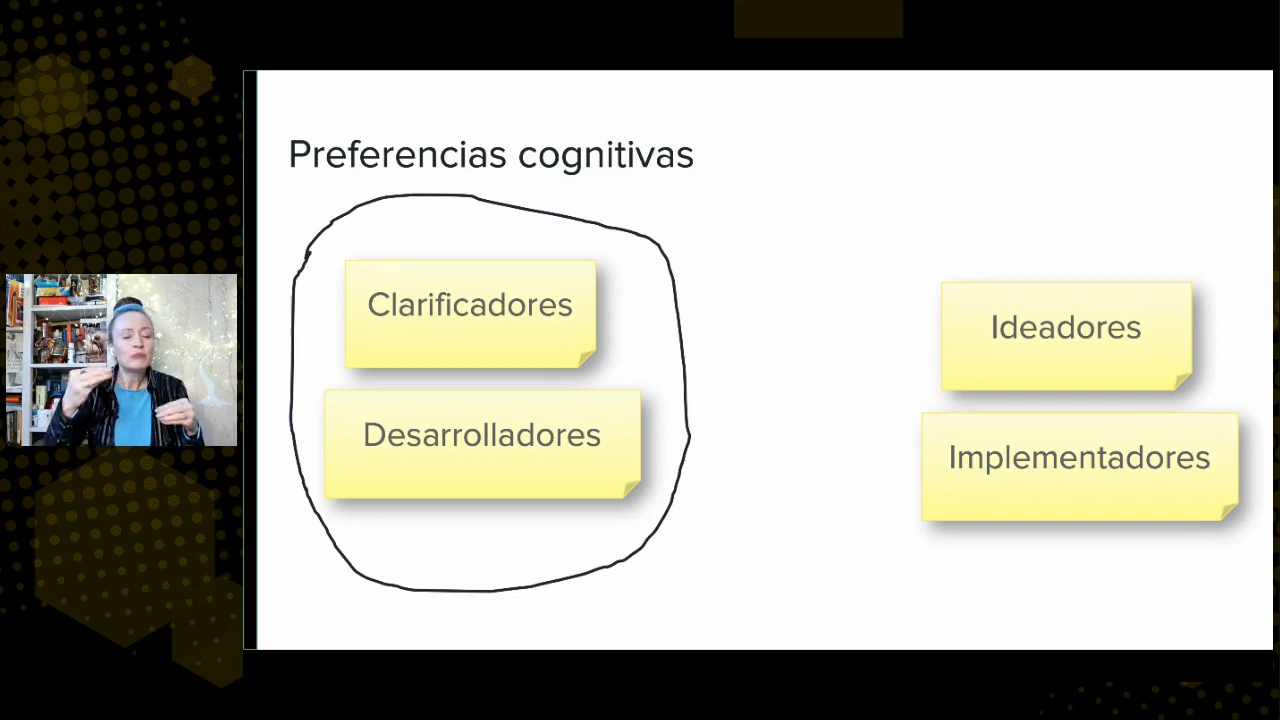 Preferencias cognitivas
Clarificadores
Desarrolladores
Ideadores
Implementadores